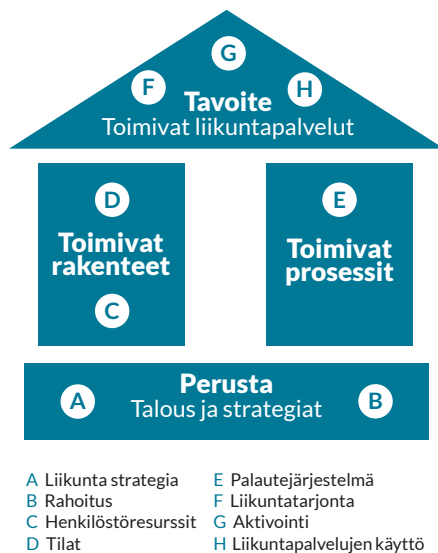 G
F
H
Tavoite
Toimivat liikuntapalvelut
D
Toimivat
rakenteet
C
E
Toimivat
prosessit
Perusta
A
Talous ja strategiat
B
A Liikunta strategia
B Rahoitus
C Henkilöstöresurssit
D Tilat
E Palautejärjestelmä
F Liikuntatarjonta
G Aktivointi
H Liikuntapalvelujen käyttö